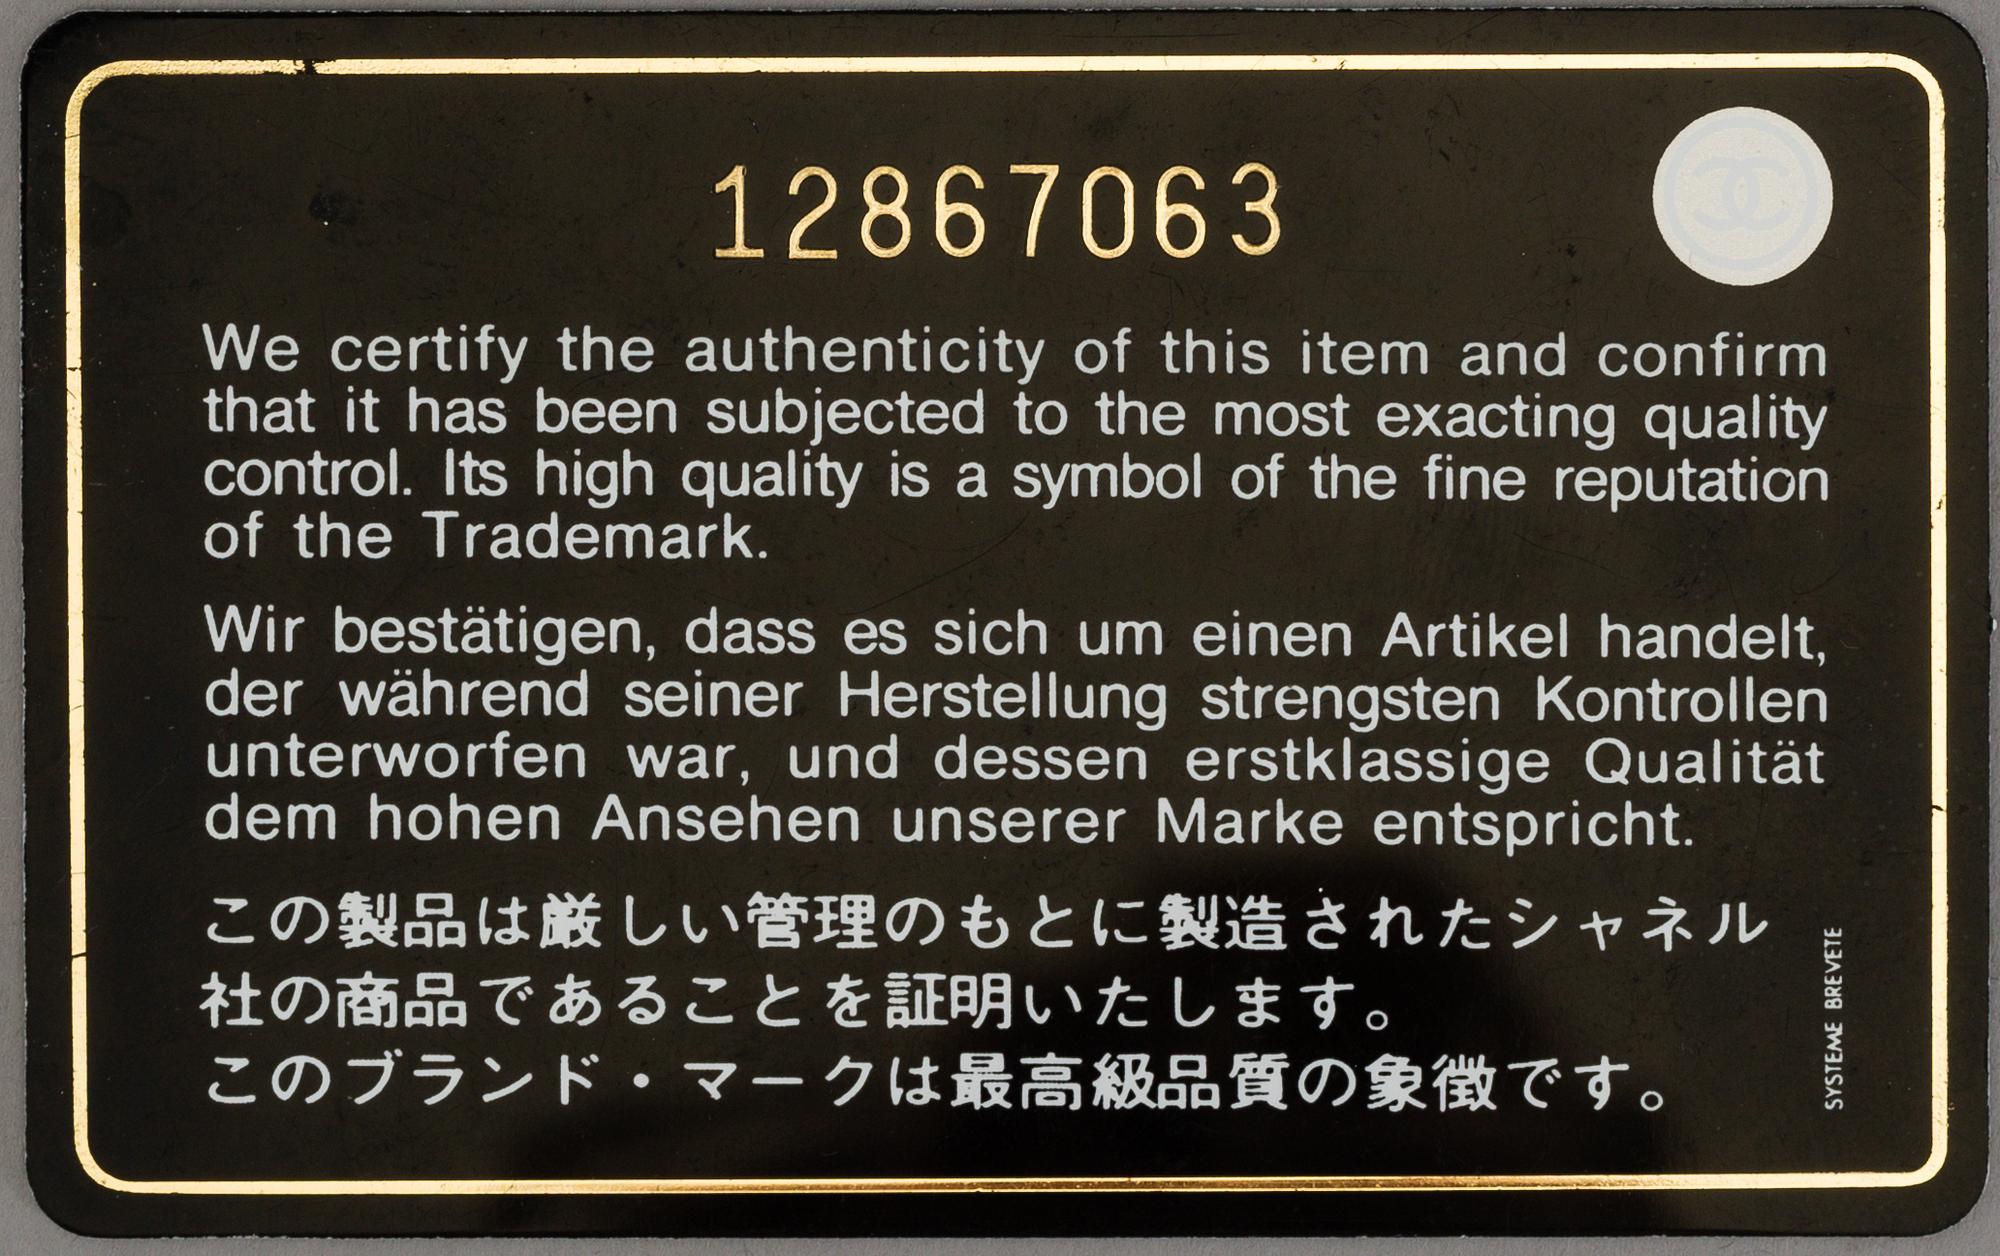 12867063
We certify the authenticity of this item and confirm
that it has been subjected to the most exacting quality
control. Its high quality is a symbol of the fine reputation
of the Trademark.
Wir bestätigen, dass es sich um einen Artikel handelt,
der während seiner Herstellung strengsten Kontrollen
unterworfen war, und dessen erstklassige Qualität
dem hohen Ansehen unserer Marke entspricht.
この製品は厳しい管理のもとに製造されたシャネル
社の商品であることを証明いたします。
このブランド・マークは最高級品質の象徴です。
SYSTEME BREVETE